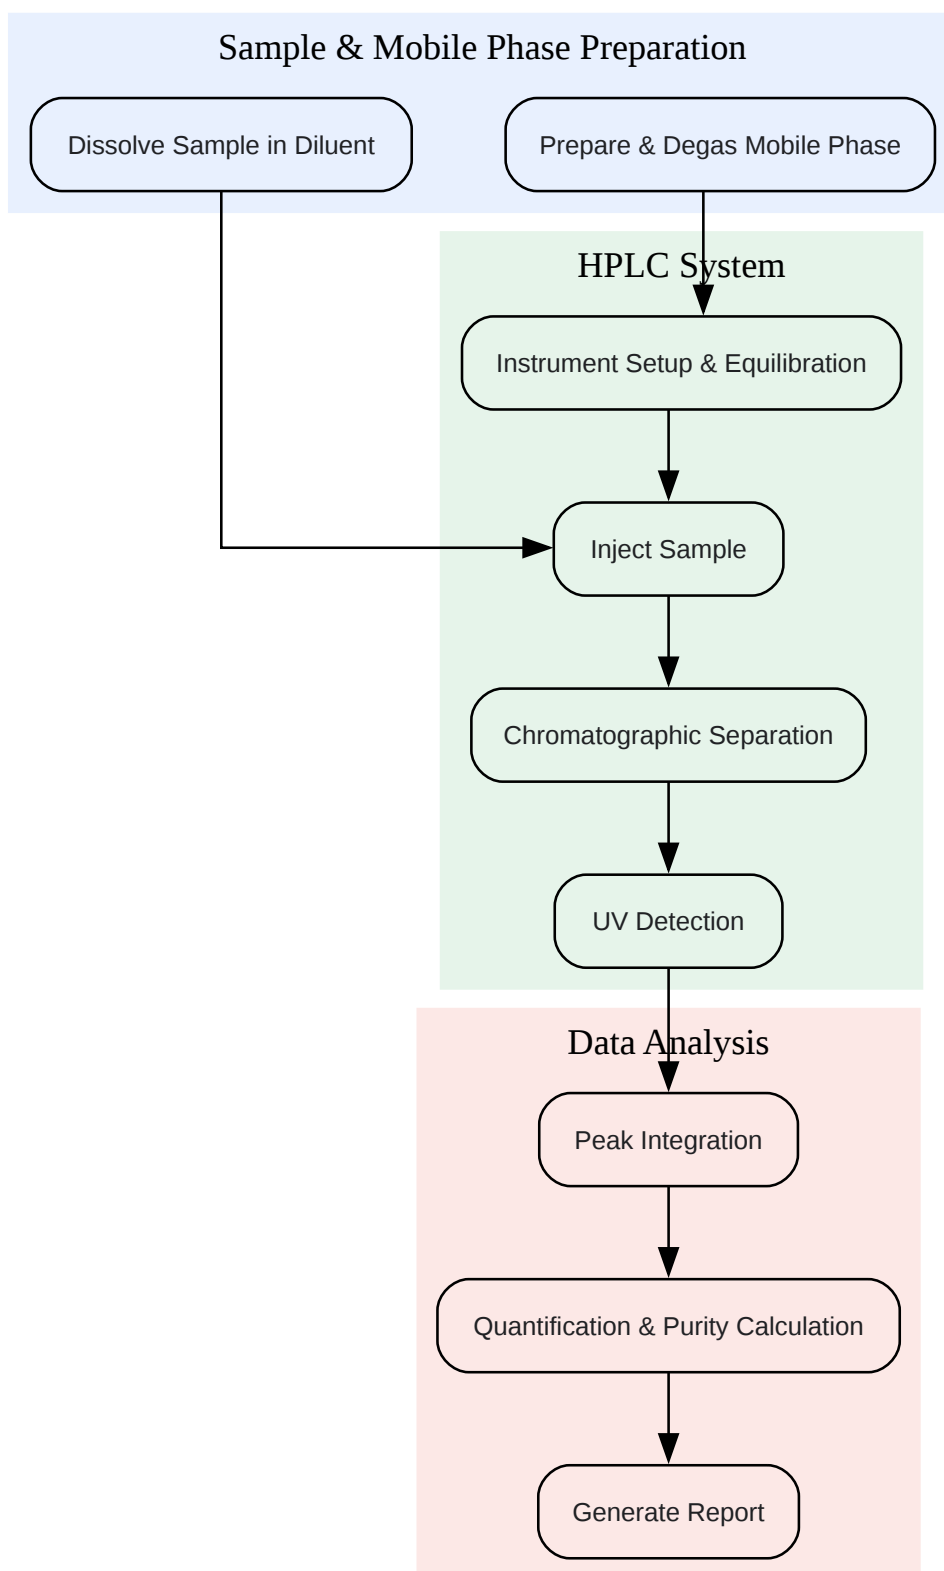 Sample & Mobile Phase Preparation
Dissolve Sample in Diluent
Prepare & Degas Mobile Phase
HPLC System
Instrument Setup & Equilibration
Inject Sample
Chromatographic Separation
UV Detection
Data Analysis
Peak Integration
Quantification & Purity Calculation
Generate Report